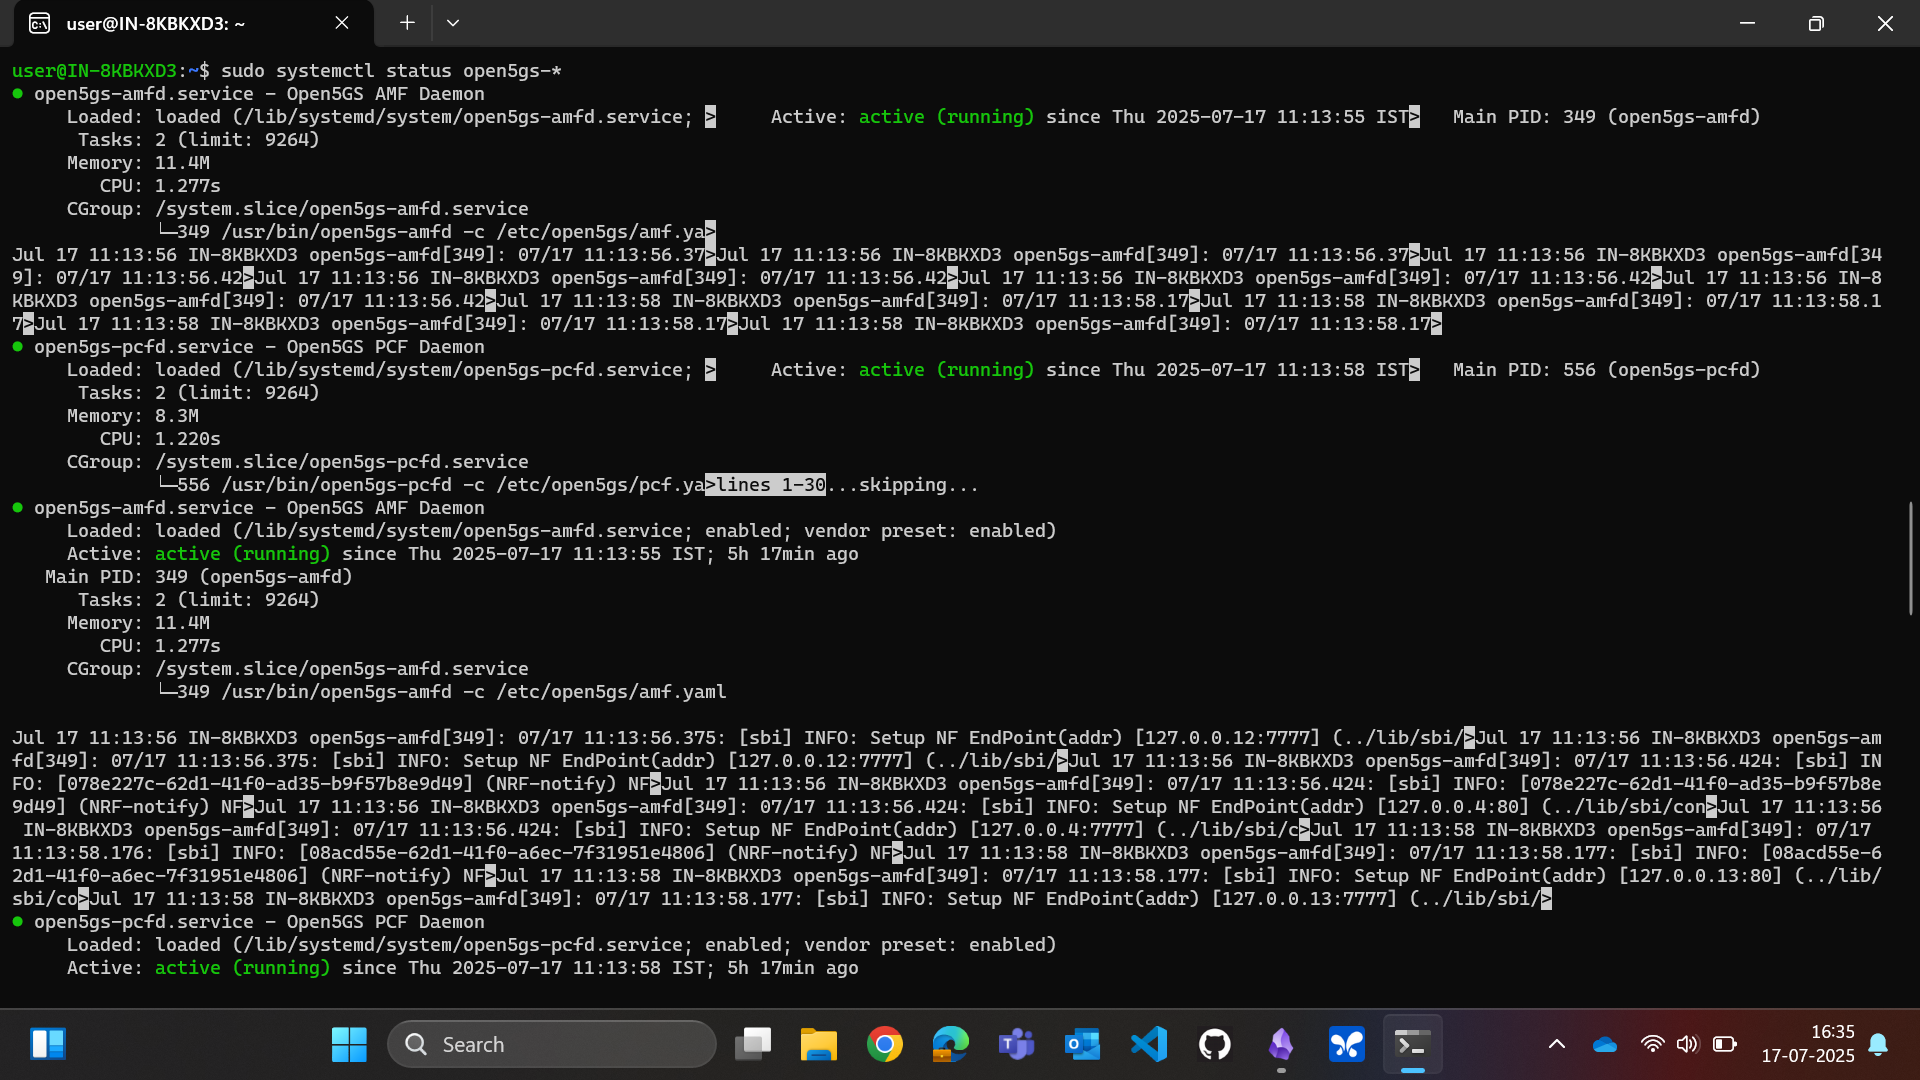 user@IN-8KBKXD3: ~
user@IN-8KBKXD3:~$ sudo systemctl status open5gs-*
● open5gs-amfd.service - Open5GS AMF Daemon
     Loaded: loaded (/lib/systemd/system/open5gs-amfd.service; >     Active: active (running) since Thu 2025-07-17 11:13:55 IST>   Main PID: 349 (open5gs-amfd)
      Tasks: 2 (limit: 9264)
     Memory: 11.4M
        CPU: 1.277s
     CGroup: /system.slice/open5gs-amfd.service
             └─349 /usr/bin/open5gs-amfd -c /etc/open5gs/amf.ya>
Jul 17 11:13:56 IN-8KBKXD3 open5gs-amfd[349]: 07/17 11:13:56.37>Jul 17 11:13:56 IN-8KBKXD3 open5gs-amfd[349]: 07/17 11:13:56.37>Jul 17 11:13:56 IN-8KBKXD3 open5gs-amfd[34
9]: 07/17 11:13:56.42>Jul 17 11:13:56 IN-8KBKXD3 open5gs-amfd[349]: 07/17 11:13:56.42>Jul 17 11:13:56 IN-8KBKXD3 open5gs-amfd[349]: 07/17 11:13:56.42>Jul 17 11:13:56 IN-8
KBKXD3 open5gs-amfd[349]: 07/17 11:13:56.42>Jul 17 11:13:58 IN-8KBKXD3 open5gs-amfd[349]: 07/17 11:13:58.17>Jul 17 11:13:58 IN-8KBKXD3 open5gs-amfd[349]: 07/17 11:13:58.1
7>Jul 17 11:13:58 IN-8KBKXD3 open5gs-amfd[349]: 07/17 11:13:58.17>Jul 17 11:13:58 IN-8KBKXD3 open5gs-amfd[349]: 07/17 11:13:58.17>
● open5gs-pcfd.service - Open5GS PCF Daemon
     Loaded: loaded (/lib/systemd/system/open5gs-pcfd.service; >     Active: active (running) since Thu 2025-07-17 11:13:58 IST>   Main PID: 556 (open5gs-pcfd)
      Tasks: 2 (limit: 9264)
     Memory: 8.3M
        CPU: 1.220s
     CGroup: /system.slice/open5gs-pcfd.service
             └─556 /usr/bin/open5gs-pcfd -c /etc/open5gs/pcf.ya>lines 1-30...skipping...
● open5gs-amfd.service - Open5GS AMF Daemon
     Loaded: loaded (/lib/systemd/system/open5gs-amfd.service; enabled; vendor preset: enabled)
     Active: active (running) since Thu 2025-07-17 11:13:55 IST; 5h 17min ago
   Main PID: 349 (open5gs-amfd)
      Tasks: 2 (limit: 9264)
     Memory: 11.4M
        CPU: 1.277s
     CGroup: /system.slice/open5gs-amfd.service
             └─349 /usr/bin/open5gs-amfd -c /etc/open5gs/amf.yaml
Jul 17 11:13:56 IN-8KBKXD3 open5gs-amfd[349]: 07/17 11:13:56.375: [sbi] INFO: Setup NF EndPoint(addr) [127.0.0.12:7777] (../lib/sbi/>Jul 17 11:13:56 IN-8KBKXD3 open5gs-am
fd[349]: 07/17 11:13:56.375: [sbi] INFO: Setup NF EndPoint(addr) [127.0.0.12:7777] (../lib/sbi/>Jul 17 11:13:56 IN-8KBKXD3 open5gs-amfd[349]: 07/17 11:13:56.424: [sbi] IN
FO: [078e227c-62d1-41f0-ad35-b9f57b8e9d49] (NRF-notify) NF>Jul 17 11:13:56 IN-8KBKXD3 open5gs-amfd[349]: 07/17 11:13:56.424: [sbi] INFO: [078e227c-62d1-41f0-ad35-b9f57b8e
9d49] (NRF-notify) NF>Jul 17 11:13:56 IN-8KBKXD3 open5gs-amfd[349]: 07/17 11:13:56.424: [sbi] INFO: Setup NF EndPoint(addr) [127.0.0.4:80] (../lib/sbi/con>Jul 17 11:13:56
 IN-8KBKXD3 open5gs-amfd[349]: 07/17 11:13:56.424: [sbi] INFO: Setup NF EndPoint(addr) [127.0.0.4:7777] (../lib/sbi/c>Jul 17 11:13:58 IN-8KBKXD3 open5gs-amfd[349]: 07/17
11:13:58.176: [sbi] INFO: [08acd55e-62d1-41f0-a6ec-7f31951e4806] (NRF-notify) NF>Jul 17 11:13:58 IN-8KBKXD3 open5gs-amfd[349]: 07/17 11:13:58.177: [sbi] INFO: [08acd55e-6
2d1-41f0-a6ec-7f31951e4806] (NRF-notify) NF>Jul 17 11:13:58 IN-8KBKXD3 open5gs-amfd[349]: 07/17 11:13:58.177: [sbi] INFO: Setup NF EndPoint(addr) [127.0.0.13:80] (../lib/
sbi/co>Jul 17 11:13:58 IN-8KBKXD3 open5gs-amfd[349]: 07/17 11:13:58.177: [sbi] INFO: Setup NF EndPoint(addr) [127.0.0.13:7777] (../lib/sbi/>
● open5gs-pcfd.service - Open5GS PCF Daemon
     Loaded: loaded (/lib/systemd/system/open5gs-pcfd.service; enabled; vendor preset: enabled)
     Active: active (running) since Thu 2025-07-17 11:13:58 IST; 5h 17min ago
Search
16:35
17-07-2025